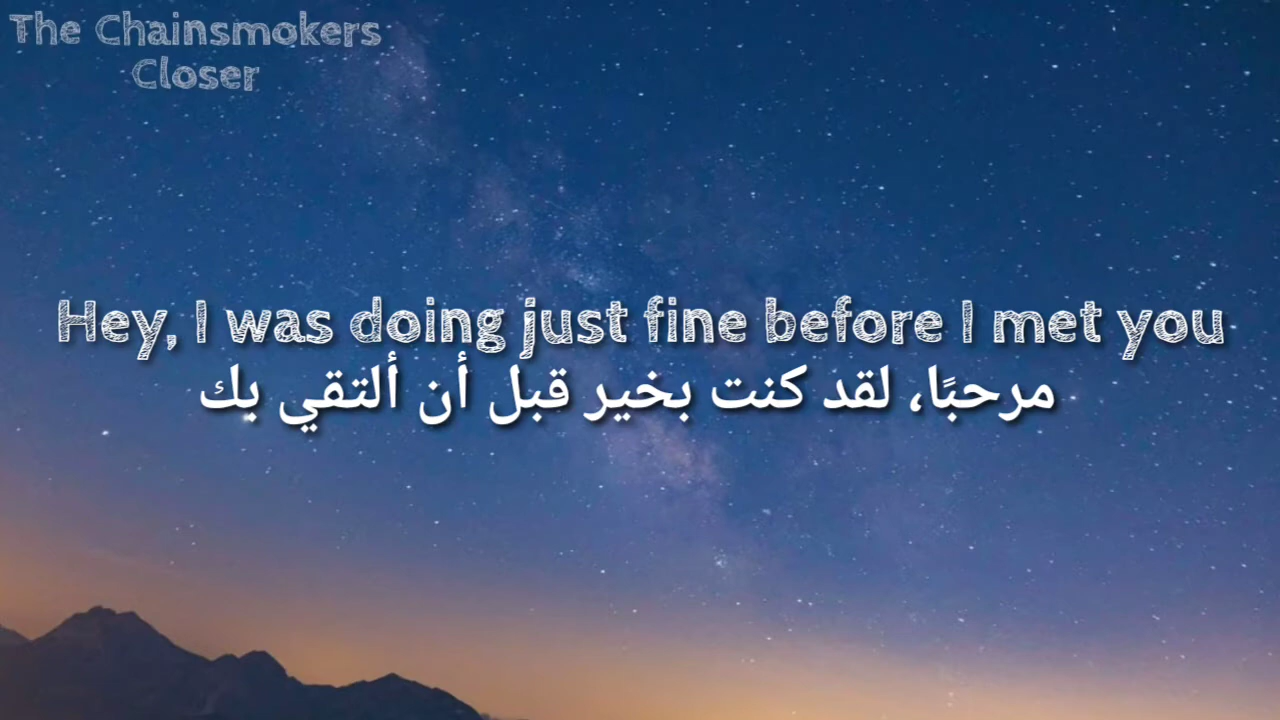 The Chainsmokers
Closer
Hey, I was doing just fine before I met you
مرحبًا، لقد كنت بخير قبل أن ألتقي بك